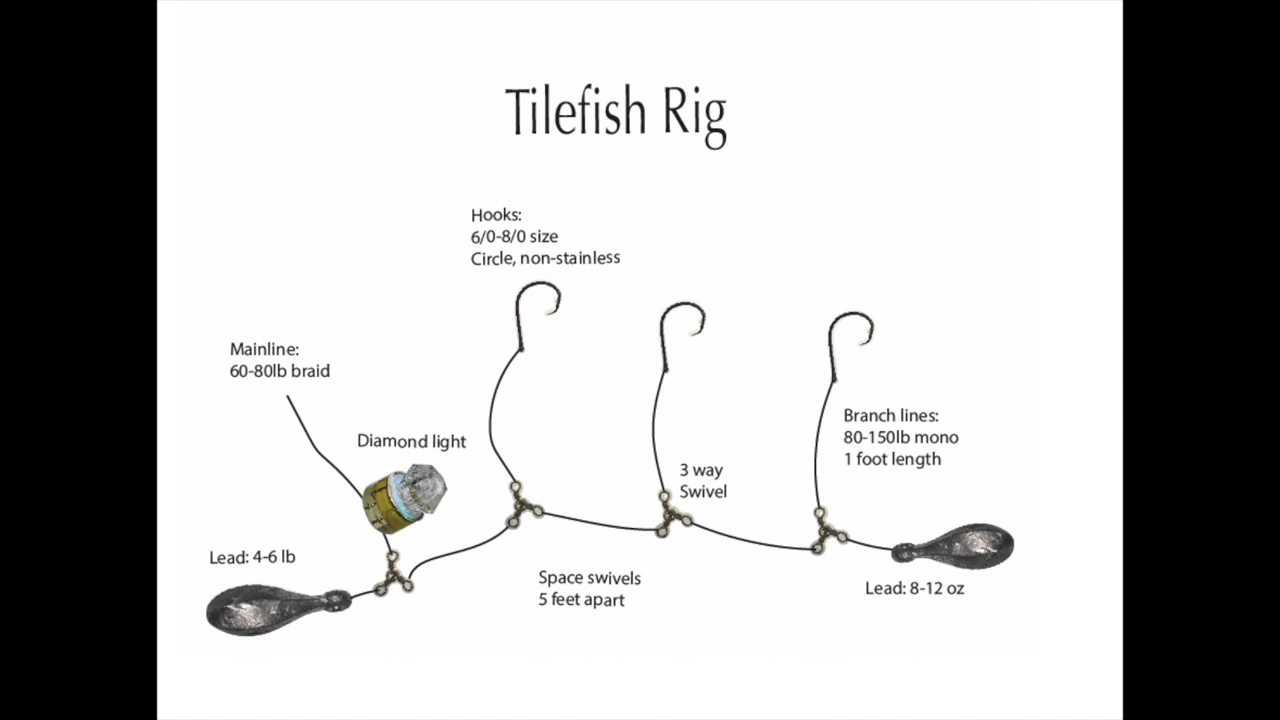 Tilefish Rig
Hooks:
6/0-8/0 size
Circle, non-stainless
Mainline:
60-80lb braid
Diamond light
Branch lines:
80-150lb mono
1 foot length
3 way
Swivel
Lead: 4-6 lb
Space swivels
5 feet apart
Lead: 8-12 oz